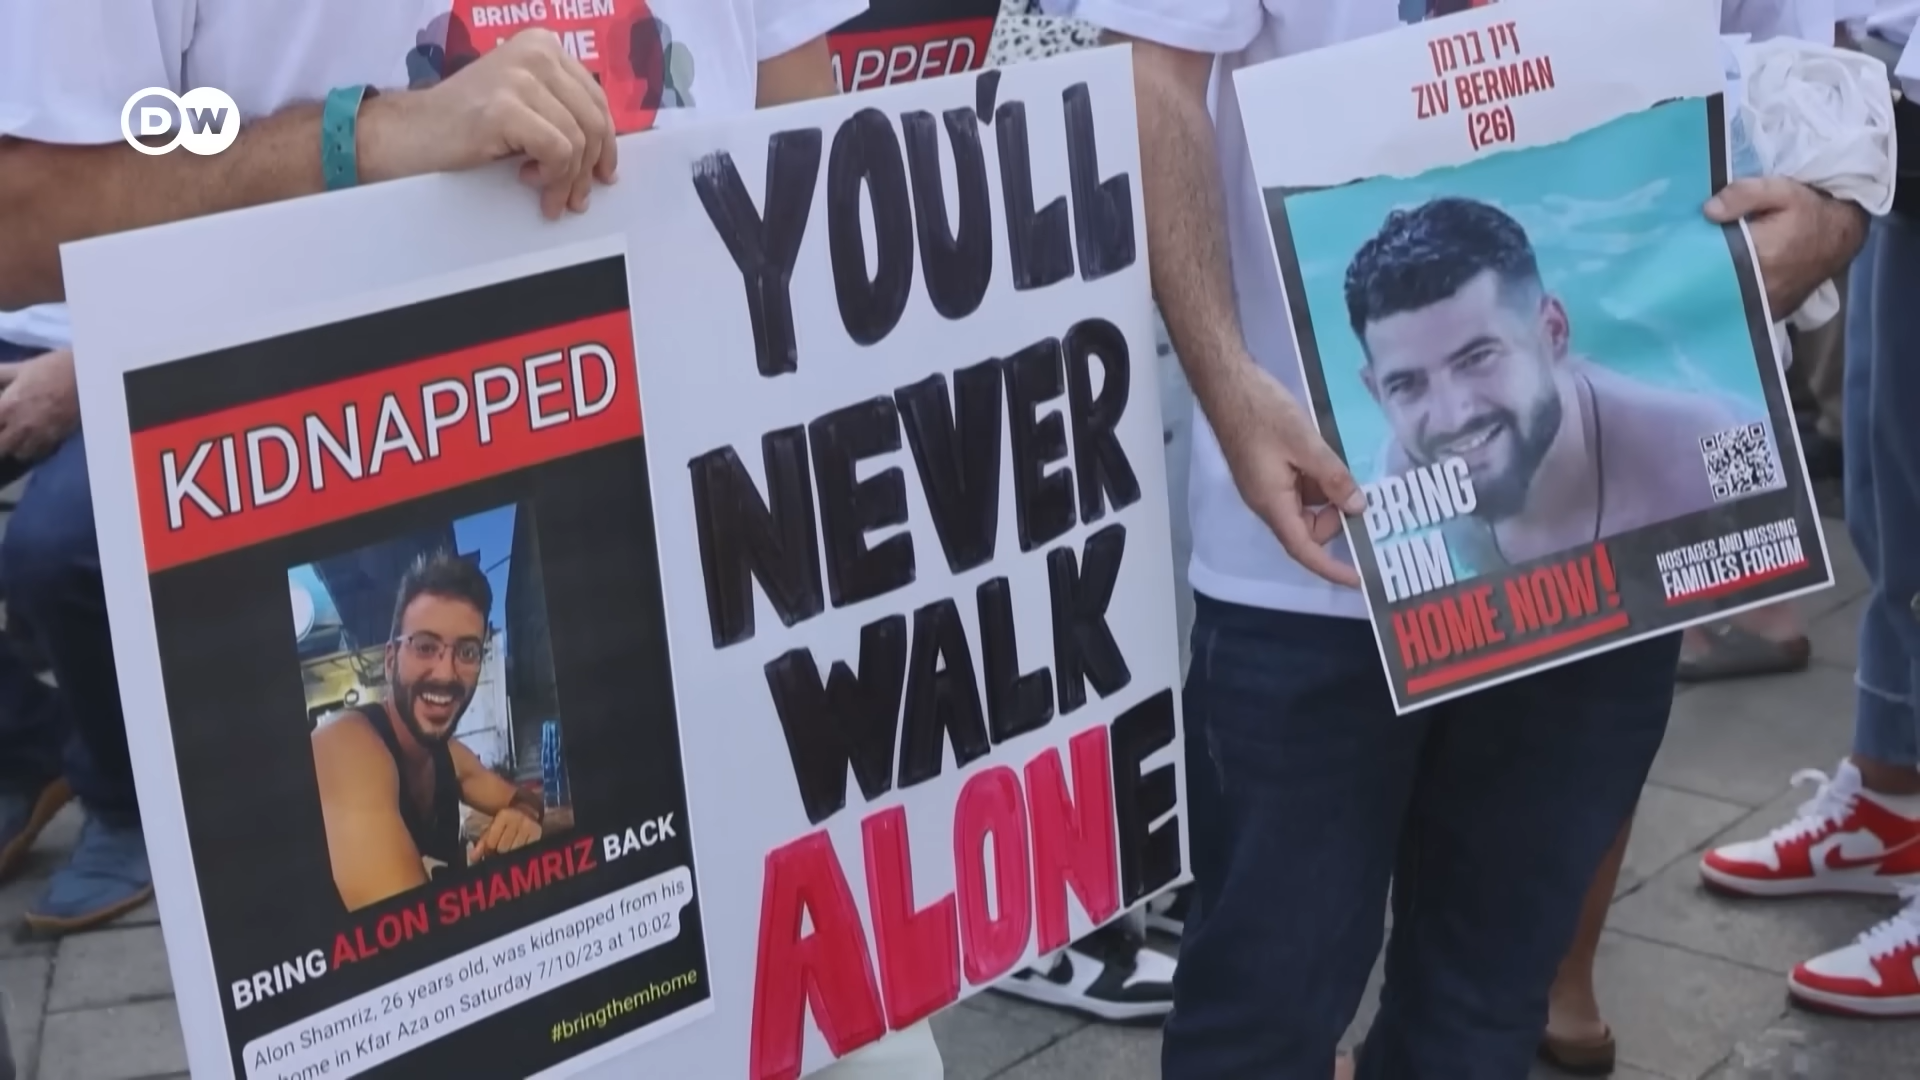 DW
BRING THEM
KIDNAPPED
BRING ALON SHAMRIZ BACK
Alon Shamriz, 26 years old, was kidnapped from his
home in Kfar Aza on Saturday 7/10/23 at 10:02
#bringthemhome
YOU'LL
NEVER
WALK
ALONE
זיו ברמן
ZIV BERMAN
(26)
BRING
HIM
HOME NOW!
HOSTAGES AND MISSING
FAMILIES FORUM